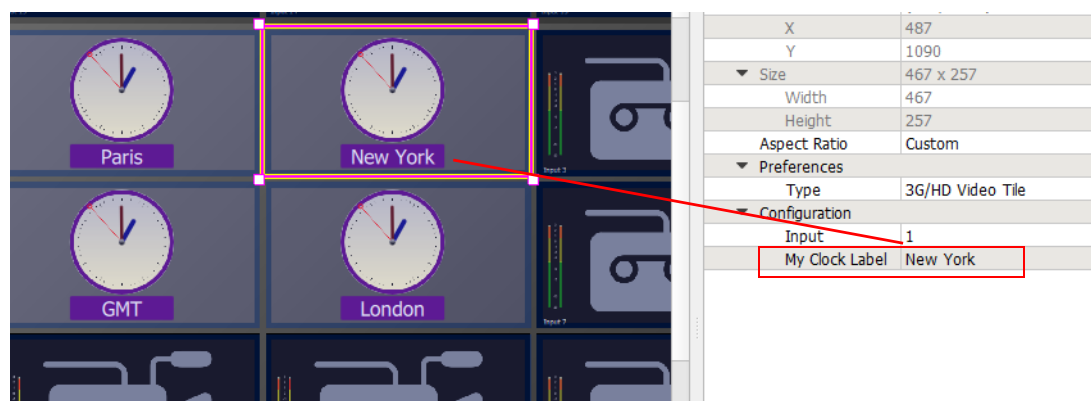 Paris
New York
Input 3
GMT
London
Input 7
X 487
Y 1090
Size 467 x 257
Width 467
Height 257
Aspect Ratio Custom
Preferences
Type 3G/HD Video Tile
Configuration
Input 1
My Clock Label New York